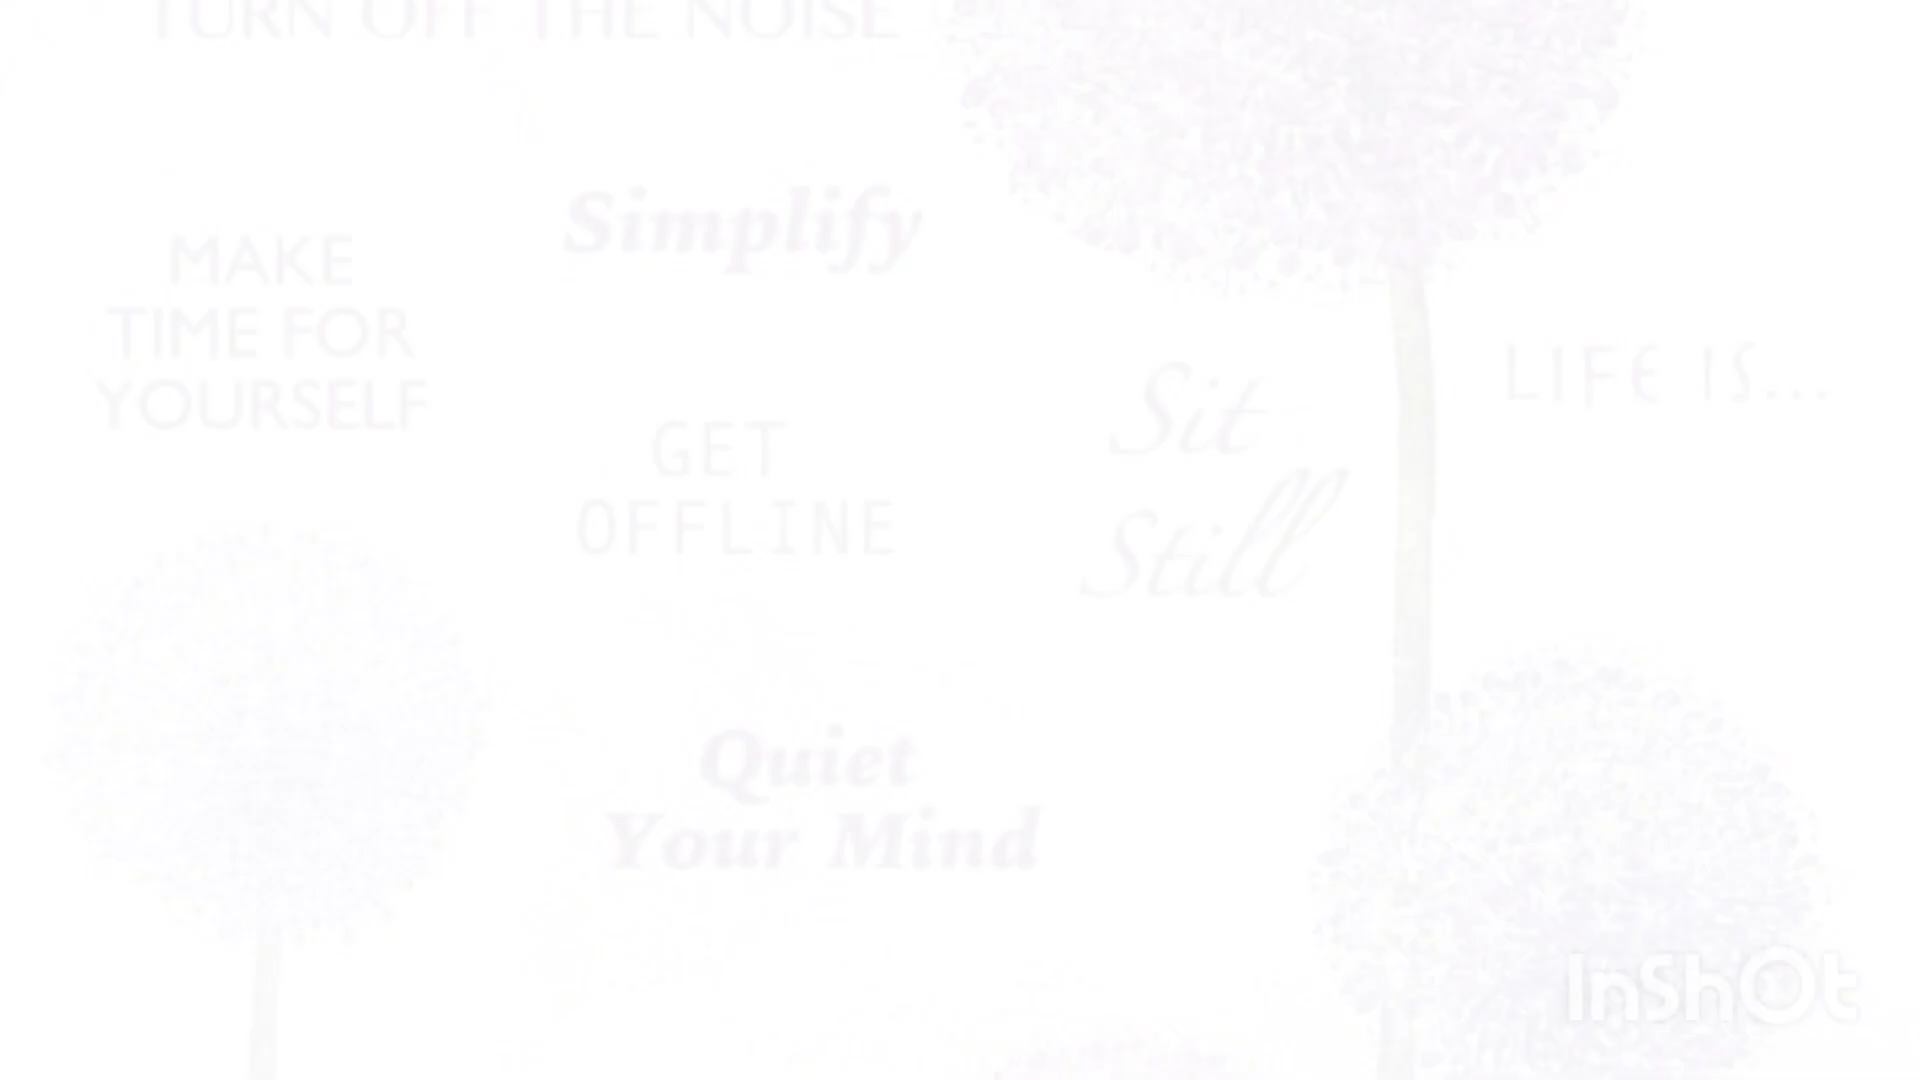 TURN OFF THE NOISE
Simplify
MAKE
TIME FOR
YOURSELF
LIFE IS...
Sit
Still
GET
OFFLINE
Quiet
Your Mind
InShOt